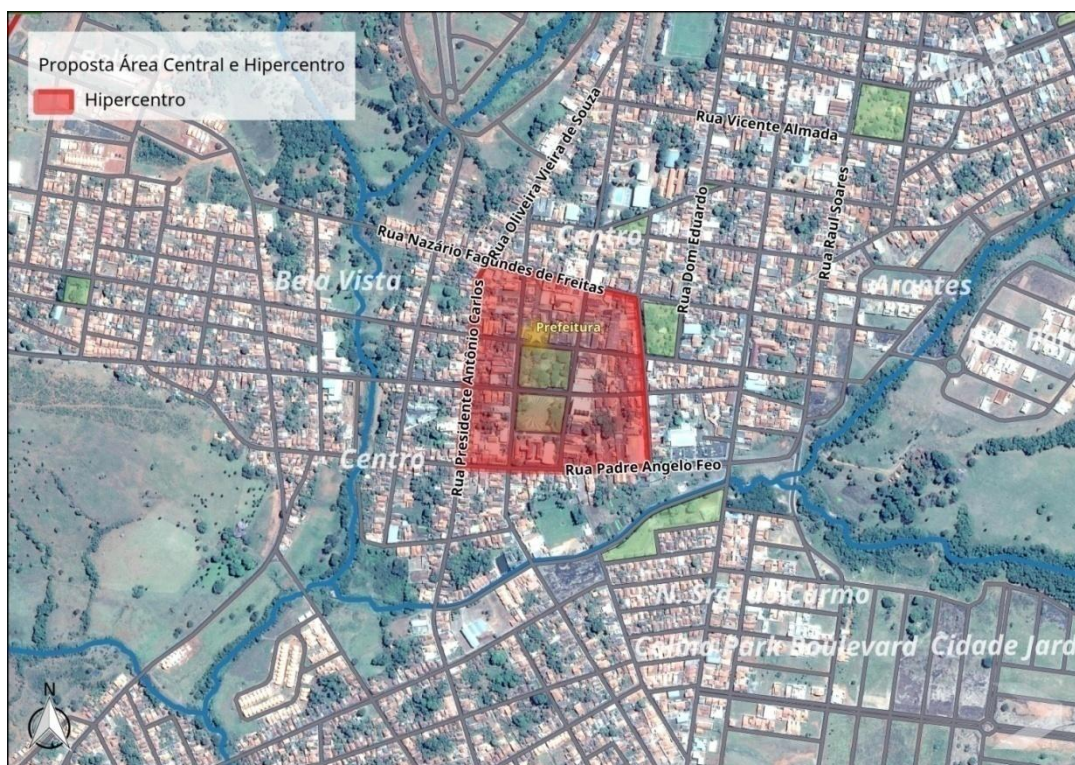 Proposta Área Central e Hipercentro
Hipercentro
Rua Vicente Almada
Rua Oliveira Vieira de Souza
Rua Dom Eduardo
Rua Raul Soares
Centro
Rua Nazário Fagundes de Freitas
Bela Vista
Arantes
Prefeitura
Rua Presidente Antônio Carlos
Centro
Rua Padre Angelo Feo
N. Sra. do Carmo
Park Boulevard
Cidade Jard
N